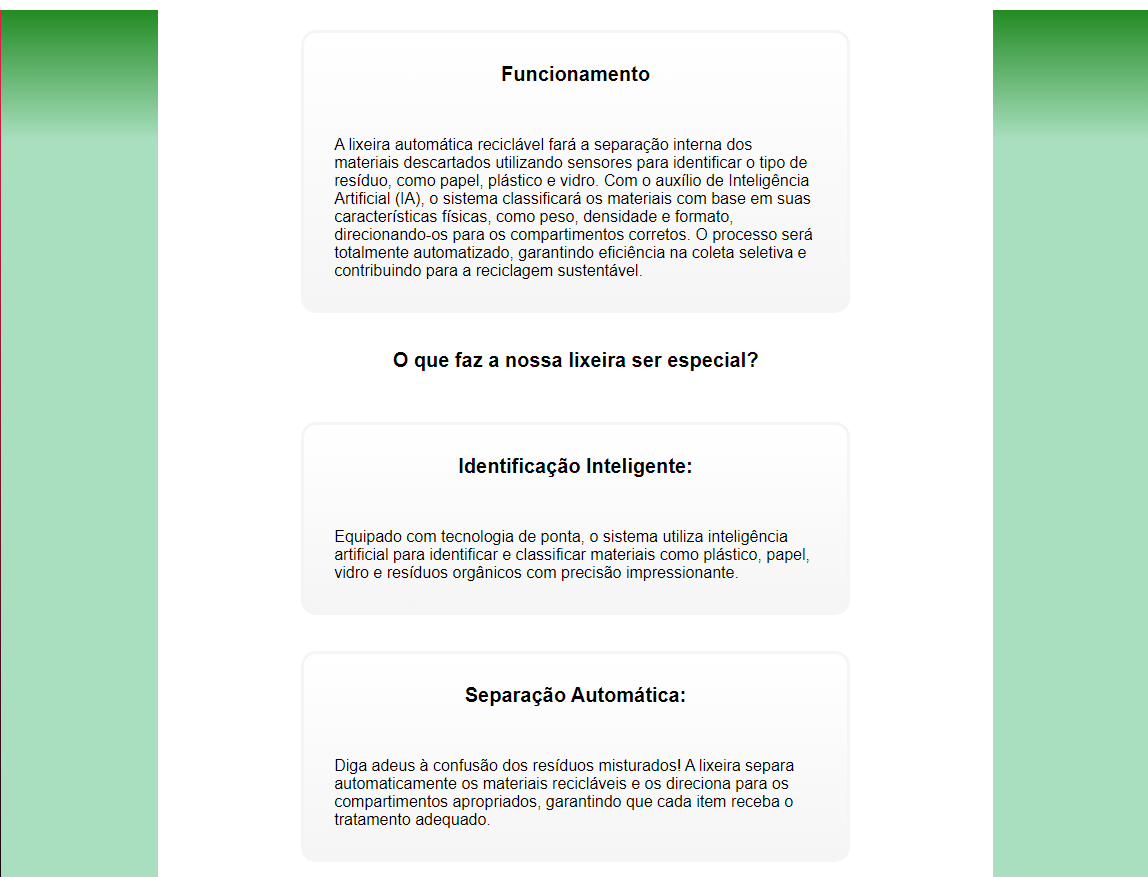 Funcionamento
A lixeira automática reciclável fará a separação interna dos
materiais descartados utilizando sensores para identificar o tipo de
resíduo, como papel, plástico e vidro. Com o auxílio de Inteligência
Artificial (IA), o sistema classificará os materiais com base em suas
características físicas, como peso, densidade e formato,
direcionando-os para os compartimentos corretos. O processo será
totalmente automatizado, garantindo eficiência na coleta seletiva e
contribuindo para a reciclagem sustentável.
O que faz a nossa lixeira ser especial?
Identificação Inteligente:
Equipado com tecnologia de ponta, o sistema utiliza inteligência
artificial para identificar e classificar materiais como plástico, papel,
vidro e resíduos orgânicos com precisão impressionante.
Separação Automática:
Diga adeus à confusão dos resíduos misturados! A lixeira separa
automaticamente os materiais recicláveis e os direciona para os
compartimentos apropriados, garantindo que cada item receba o
tratamento adequado.